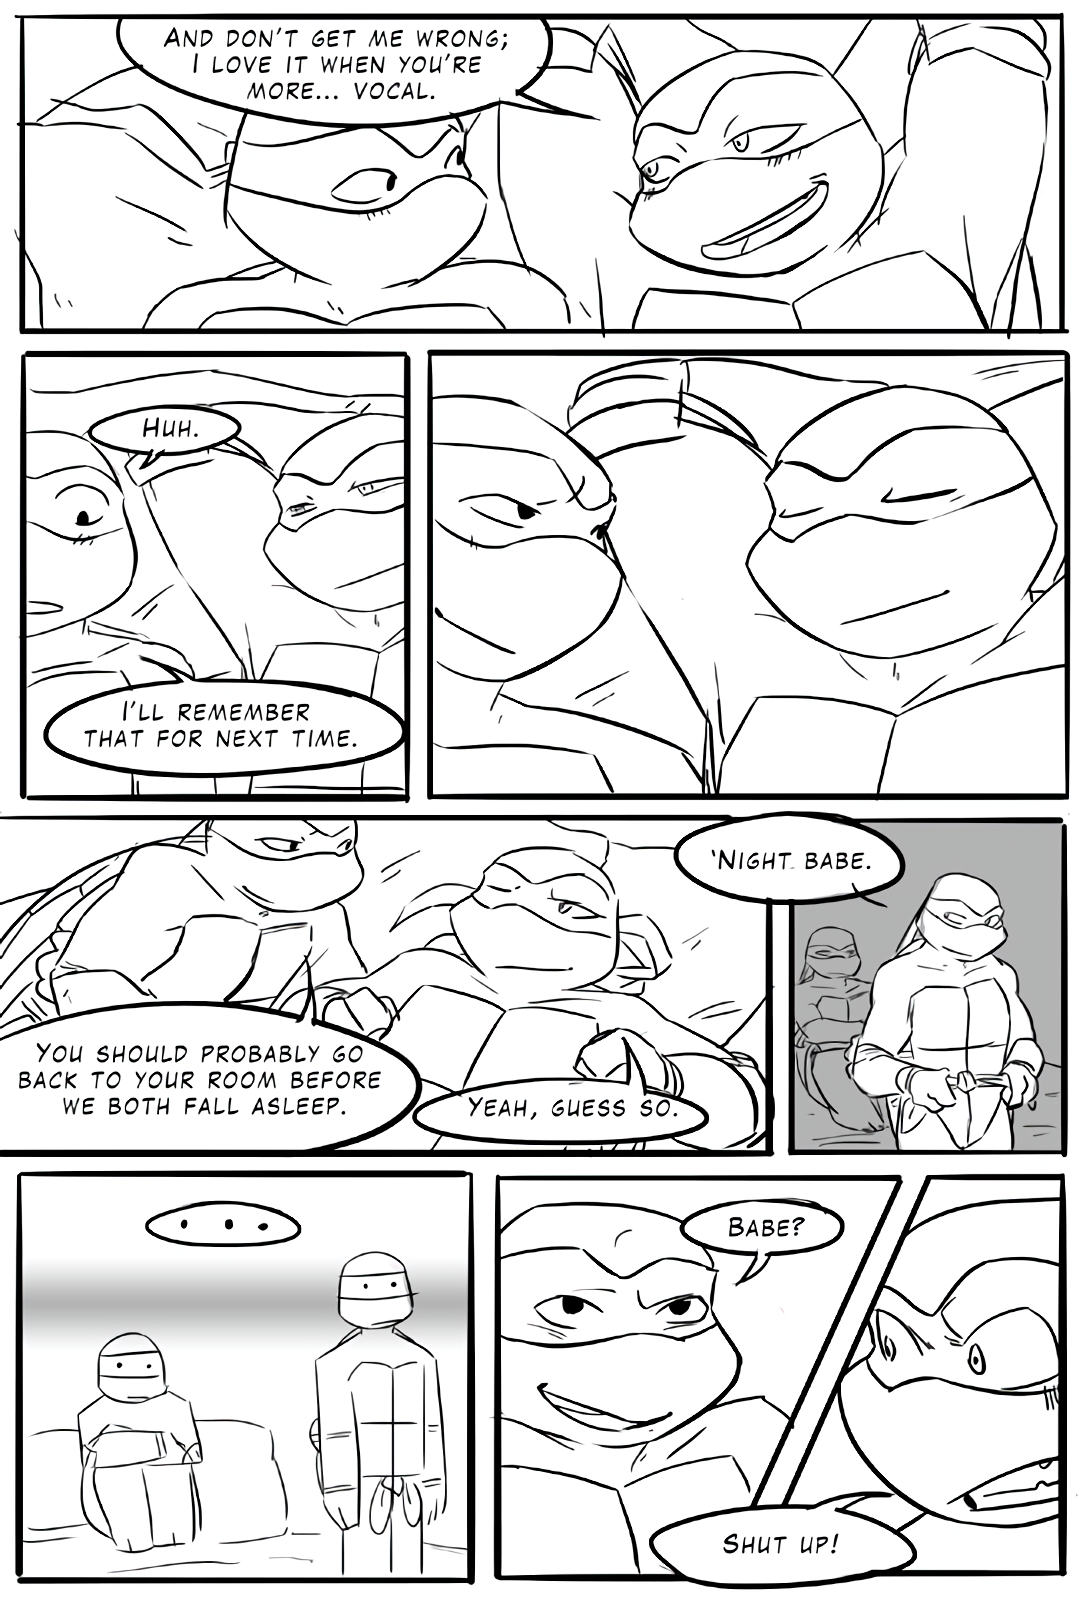 AND DON'T GET ME WRONG;
I LOVE IT WHEN YOU'RE
MORE... VOCAL.
HUH.
I'LL REMEMBER
THAT FOR NEXT TIME.
YOU SHOULD PROBABLY GO
BACK TO YOUR ROOM BEFORE
WE BOTH FALL ASLEEP.
YEAH, GUESS SO.
'NIGHT BABE.
...
BABE?
SHUT UP!